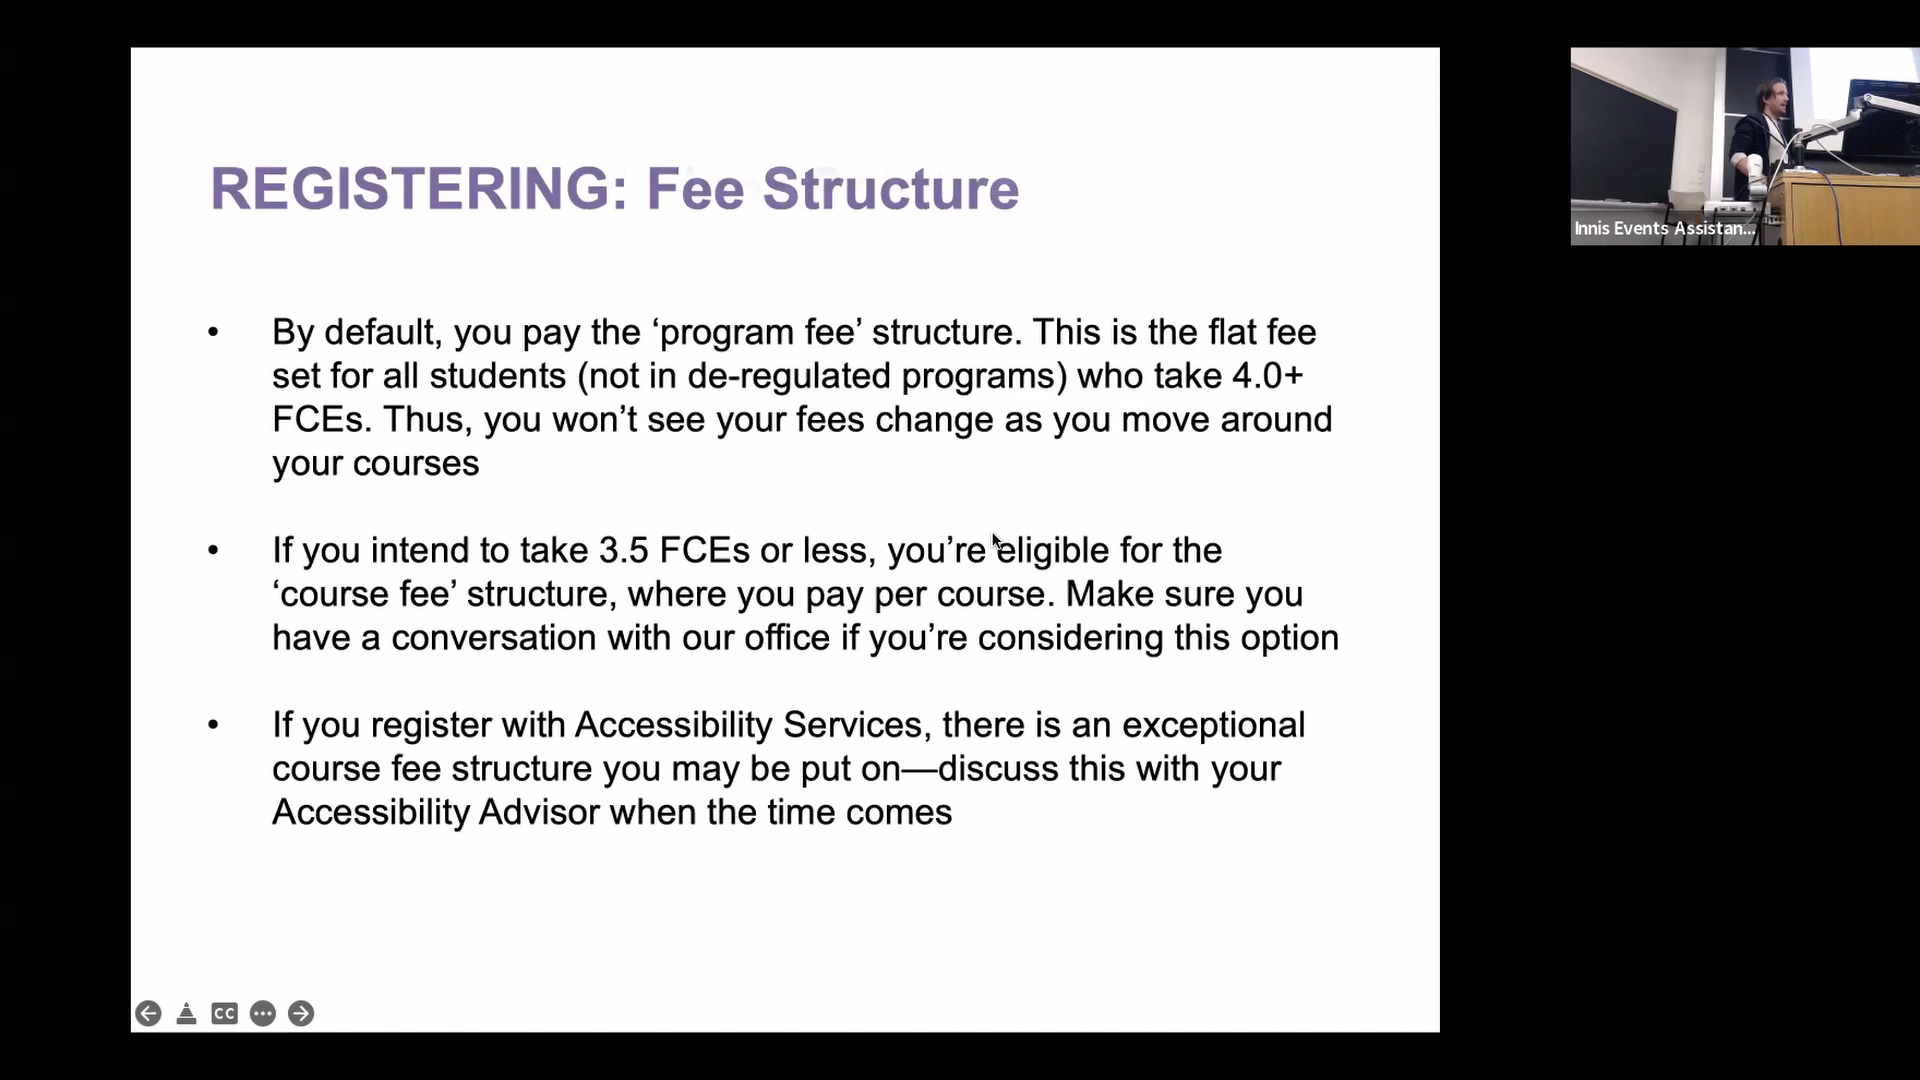 REGISTERING: Fee Structure
• By default, you pay the ‘program fee’ structure. This is the flat fee
set for all students (not in de-regulated programs) who take 4.0+
FCEs. Thus, you won’t see your fees change as you move around
your courses
• If you intend to take 3.5 FCEs or less, you’re eligible for the
‘course fee’ structure, where you pay per course. Make sure you
have a conversation with our office if you’re considering this option
• If you register with Accessibility Services, there is an exceptional
course fee structure you may be put on—discuss this with your
Accessibility Advisor when the time comes
CC
Innis Events Assistan...